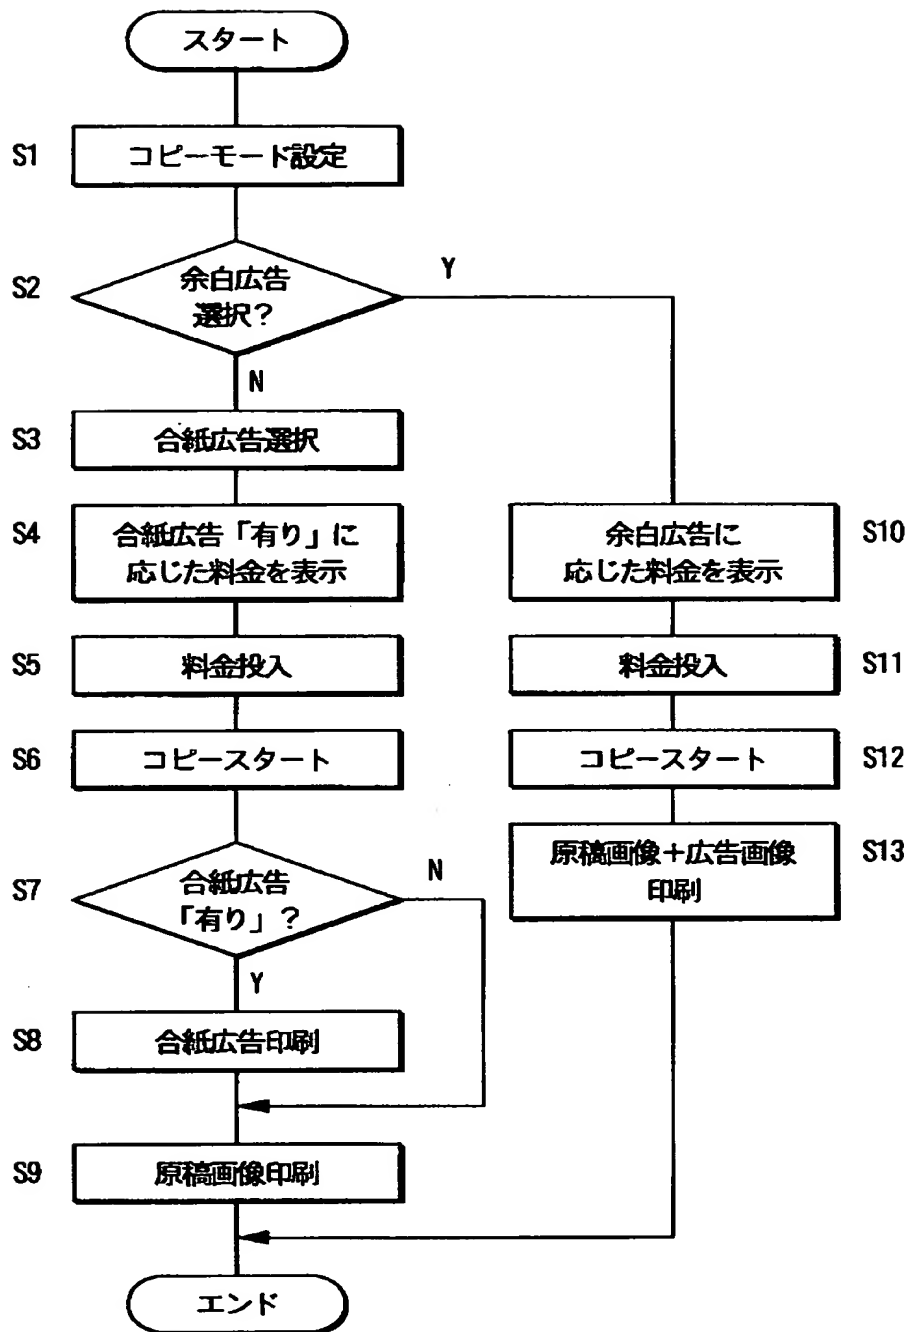 スタート
S1
コピーモード設定
S2
余白広告
選択?
Y
N
S3
合紙広告選択
S4
合紙広告「有り」に
応じた料金を表示
S5
料金投入
S6
コピースタート
S7
合紙広告
「有り」?
N
Y
S8
合紙広告印刷
S9
原稿画像印刷
エンド
余白広告に
応じた料金を表示
S10
料金投入
S11
コピースタート
S12
原稿画像+広告画像
印刷
S13